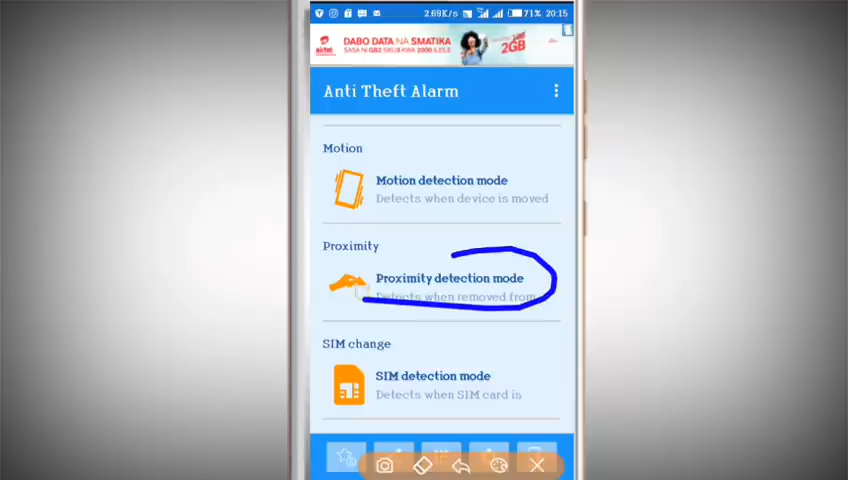 2.69K/s 71% 20:15
airtel
DABO DATA NA SMATIKA
2GB
Anti Theft Alarm
Motion
Motion detection mode
Detects when device is moved
Proximity
Proximity detection mode
Detects when removed from
SIM change
SIM detection mode
Detects when SIM card is